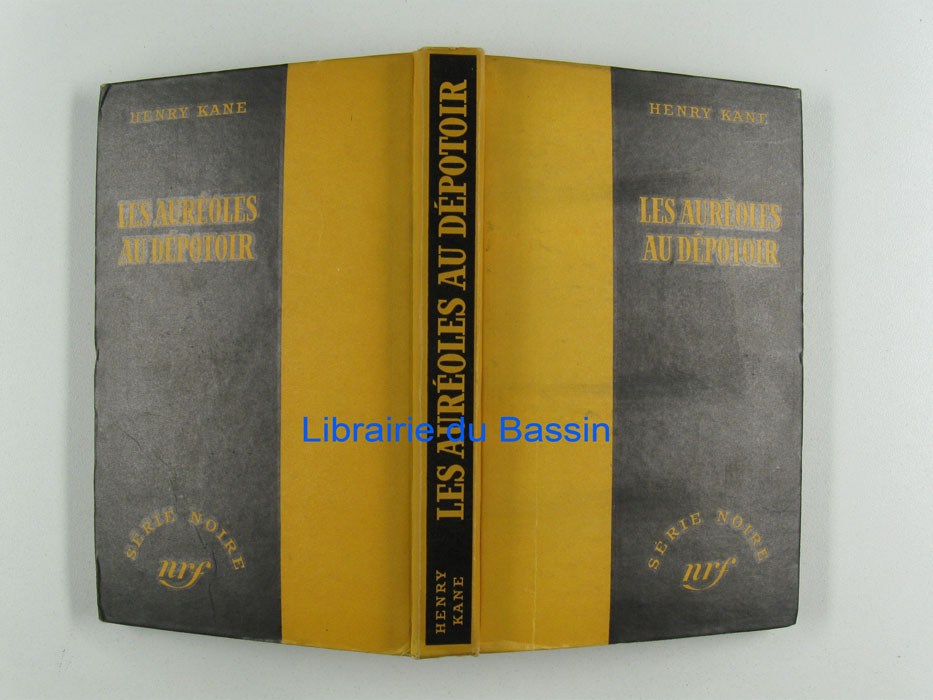 HENRY KANE
LES AURÉOLES
AU DÉPOTOIR
SÉRIE NOIRE
nrf
LES AURÉOLES AU DÉPOTOIR
HENRY
KANE
HENRY KANE
LES AURÉOLES
AU DÉPOTOIR
SÉRIE NOIRE
nrf
Librairie du Bassin